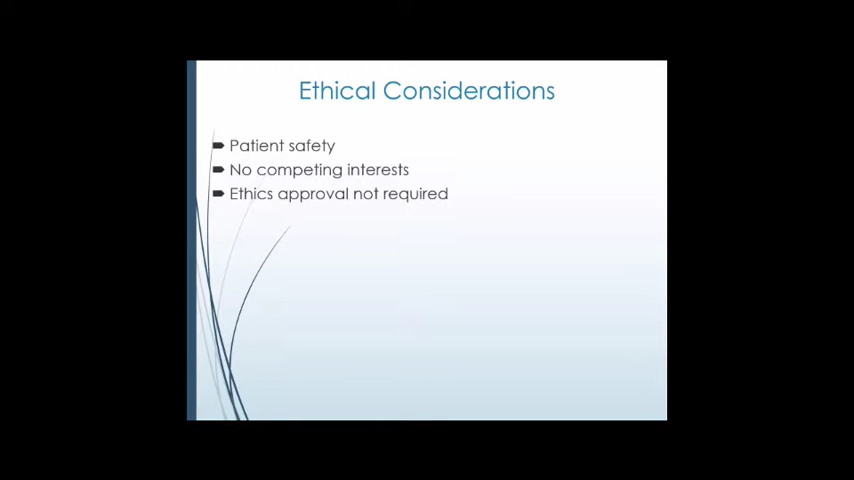 Ethical Considerations
Patient safety
No competing interests
Ethics approval not required